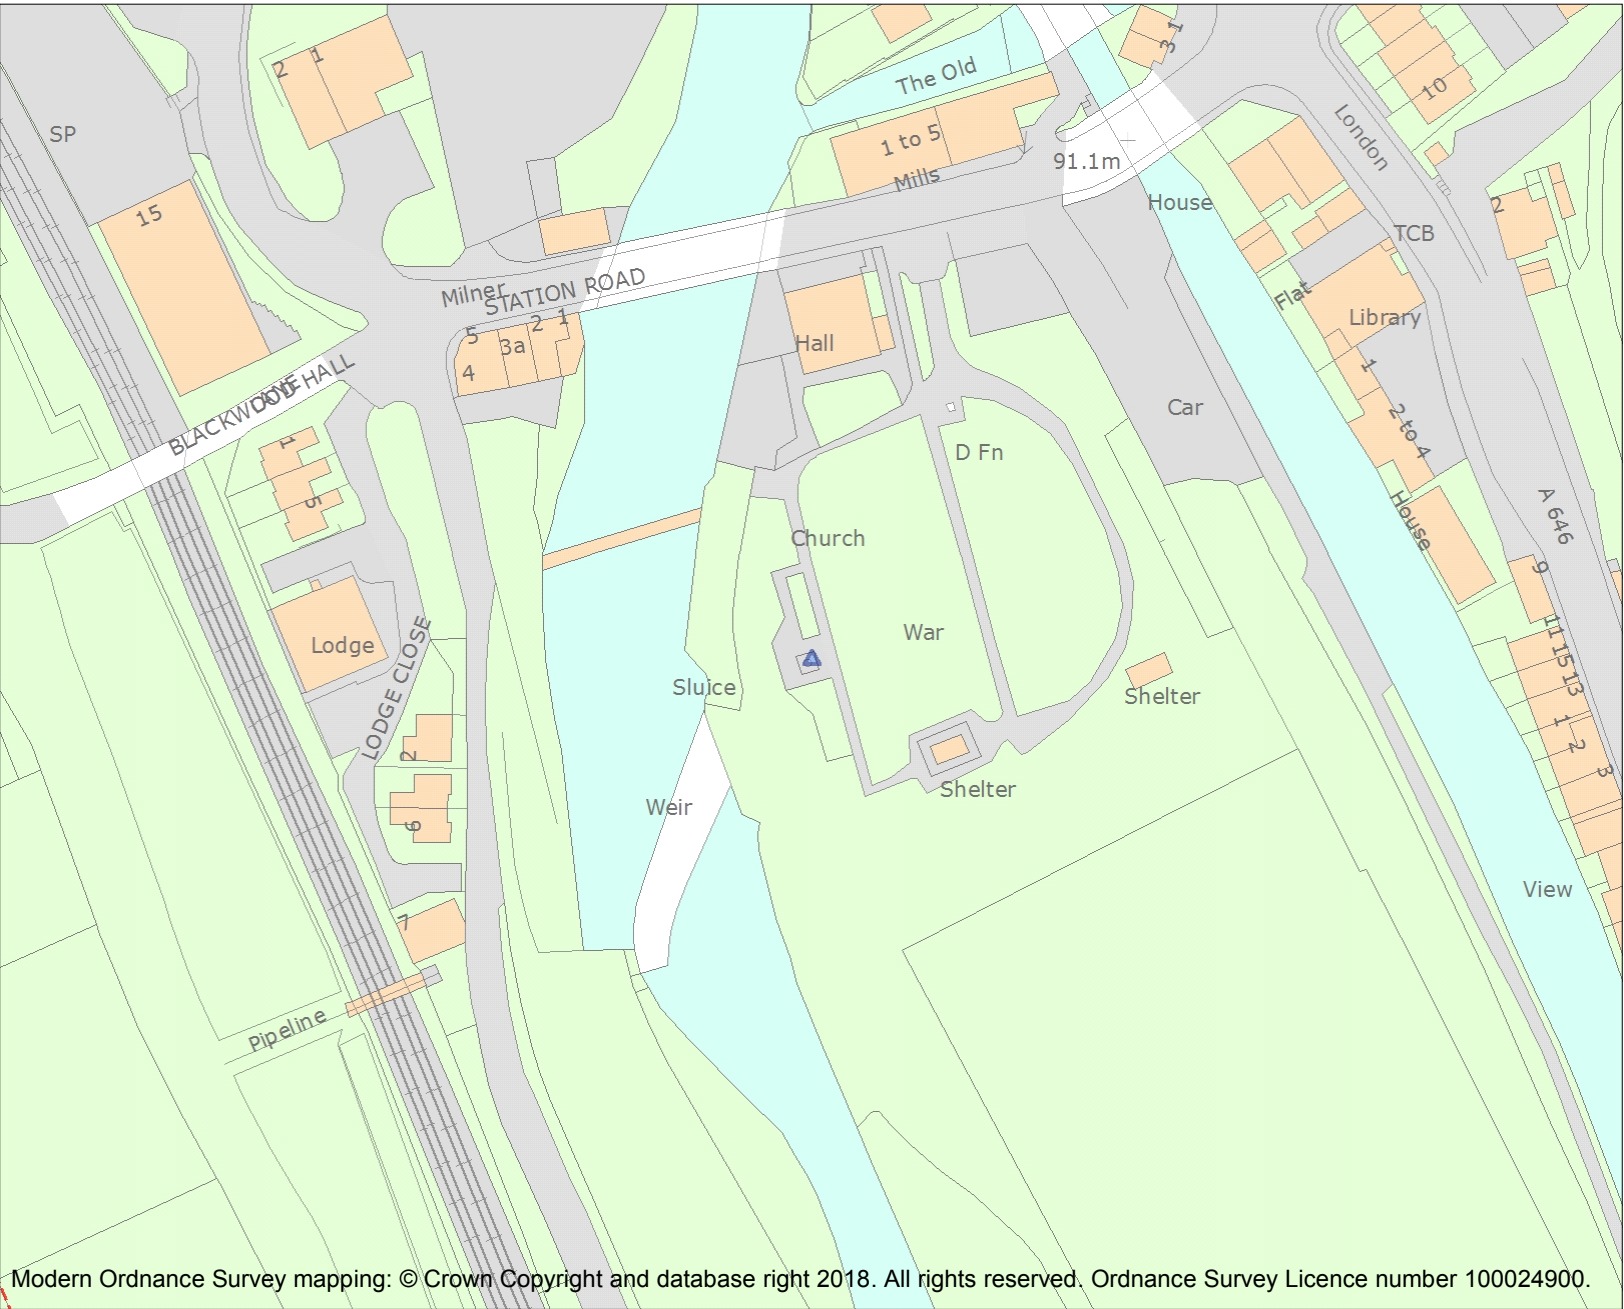 The Old
1
3
2
1
10
London
SP
1 to 5
91.1m
Mills
House
15
2
TCB
Milner
STATION ROAD
Flat
Library
5
3a
2
1
4
Hall
BLACKWOOD HALL
LANE
1
Car
1
2 to 4
D Fn
5
House
A 646
Church
9
War
11
15
13
Lodge
LODGE CLOSE
Sluice
Shelter
1
2
3
2
Shelter
Weir
6
View
7
Pipeline
Modern Ordnance Survey mapping: © Crown Copyright and database right 2018. All rights reserved. Ordnance Survey Licence number 100024900.